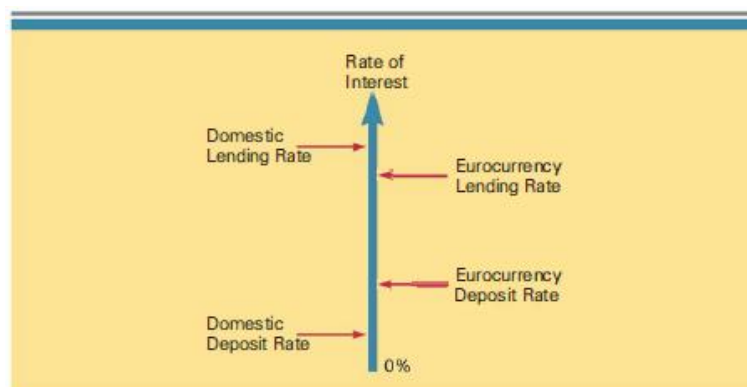 Rate of
Interest
Domestic
Lending Rate
Eurocurrency
Lending Rate
Eurocurrency
Deposit Rate
Domestic
Deposit Rate
0%